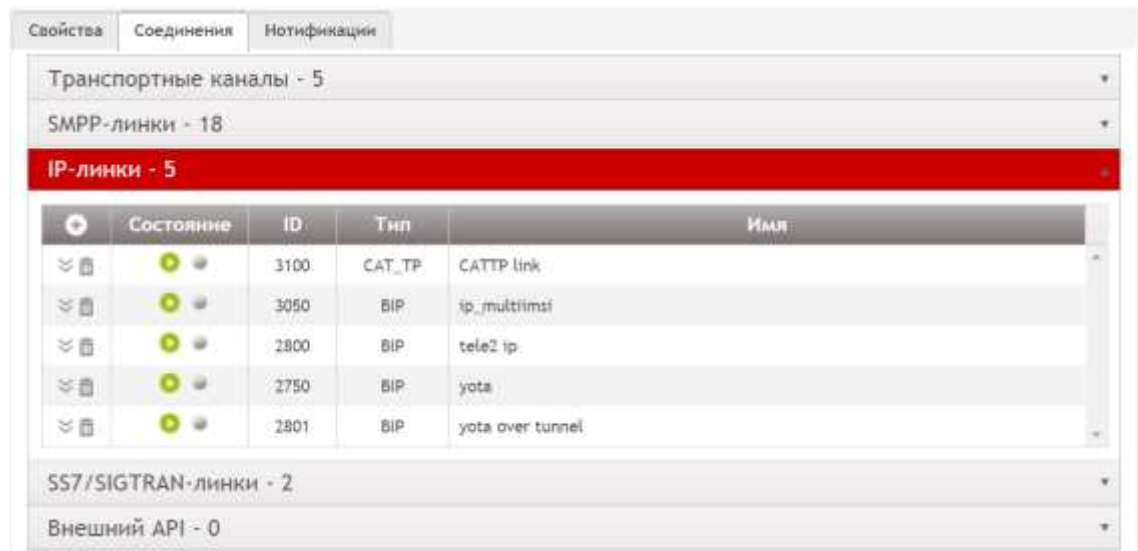 Свойства Соединения Нотификации
Транспортные каналы - 5
SMPP-линки - 18
IP-линки - 5
Состояние ID Тип Имя
3100 CAT_TP CATTP link
3050 BIP ip_multiimsi
2800 BIP tele2 ip
2750 BIP yota
2801 BIP yota over tunnel
SS7/SIGTRAN-линки - 2
Внешний API - 0